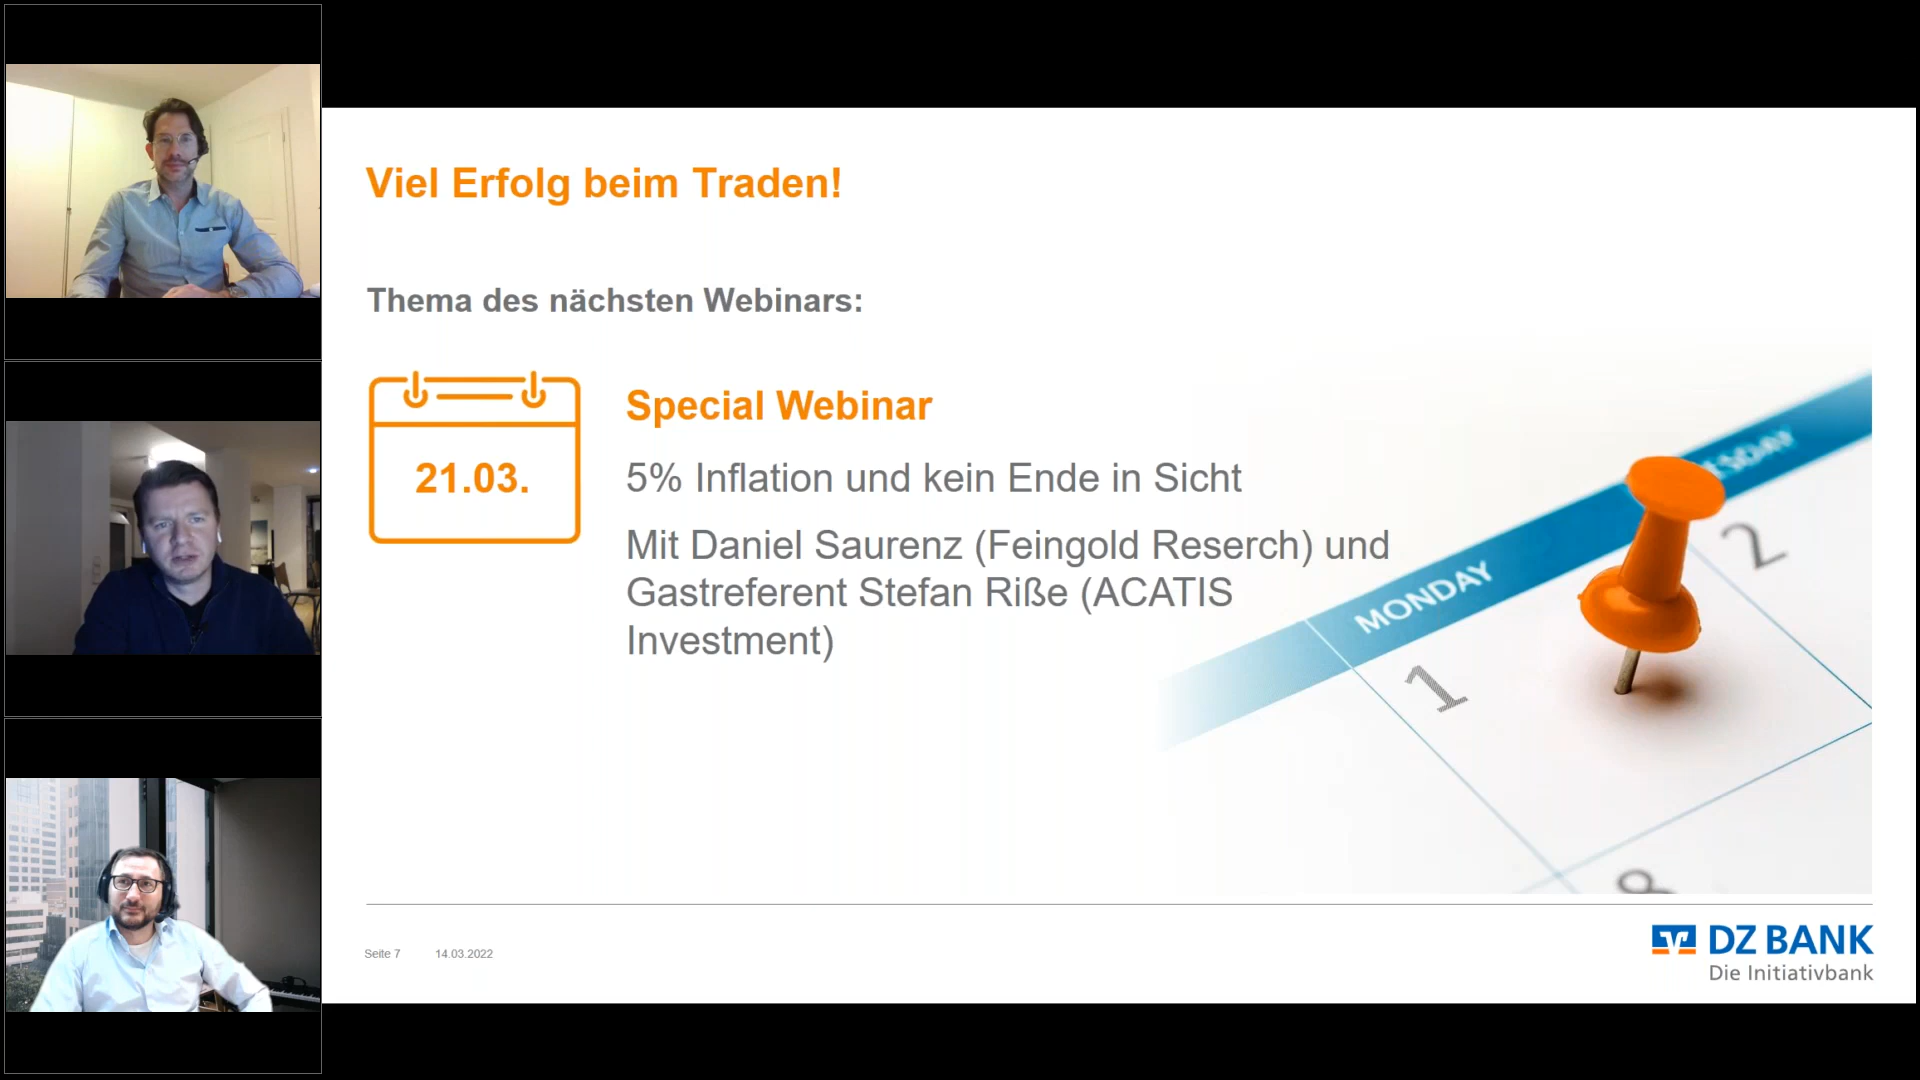 Viel Erfolg beim Traden!
Thema des nächsten Webinars:
21.03.
Special Webinar
5% Inflation und kein Ende in Sicht
Mit Daniel Saurenz (Feingold Reserch) und
Gastreferent Stefan Riße (ACATIS
Investment)
MONDAY
1
2
8
Seite 7
14.03.2022
DZ BANK
Die Initiativbank